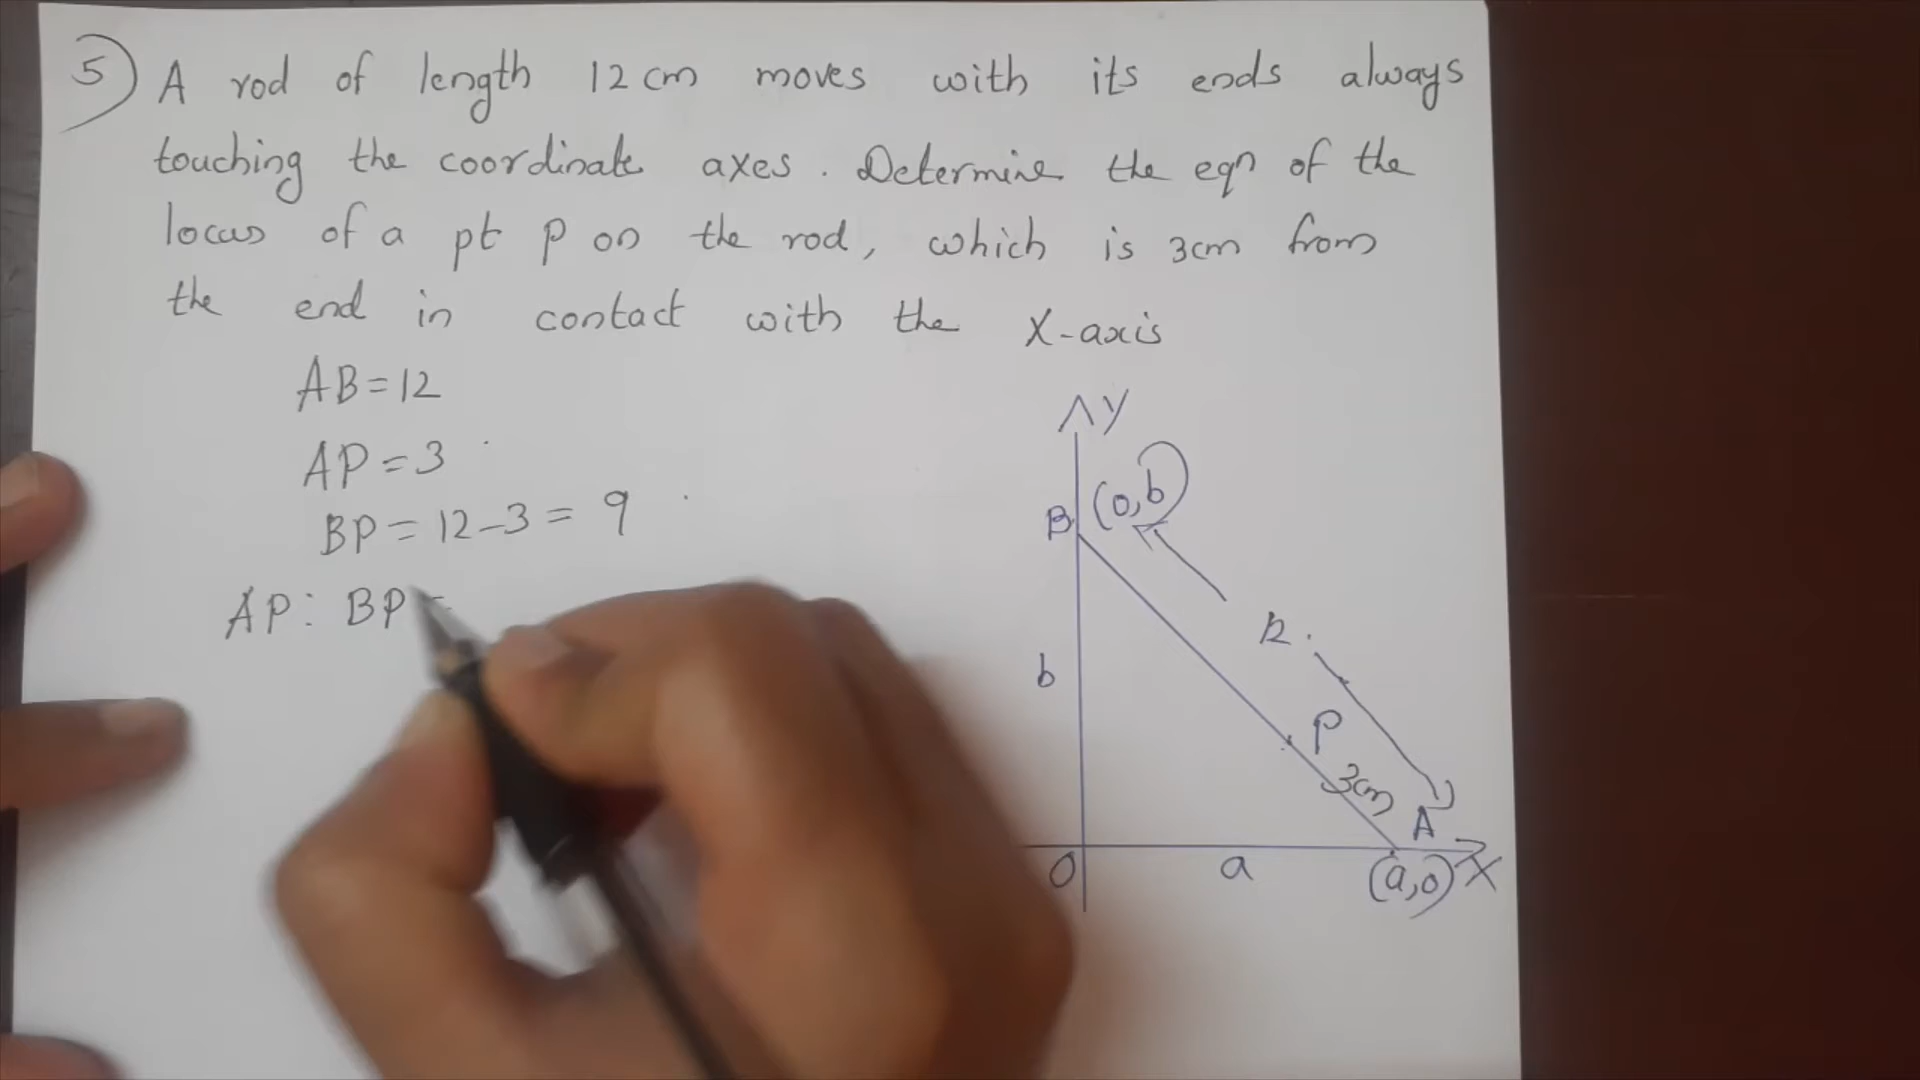 5) A rod of length 12 cm moves with its ends always
touching the coordinate axes. Determine the eqn of the
locus of a pt P on the rod, which is 3cm from
the end in contact with the X-axis
AB=12
AP=3
BP=12-3=9
AP:BP=
Y
B (0,b)
12
b
P
3cm
A
O a (a,0) X